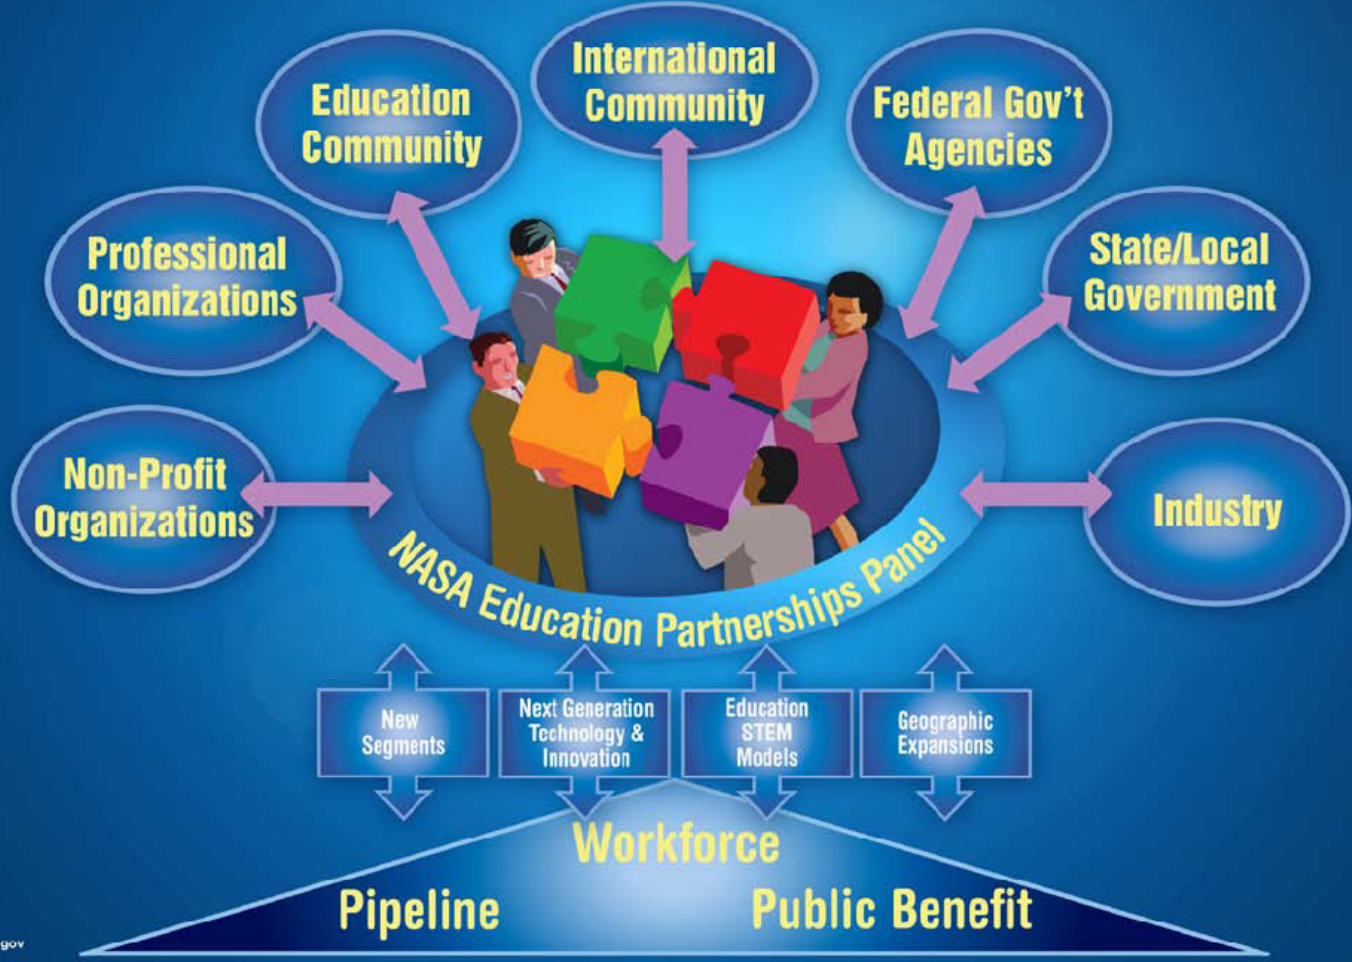 International
Community
Education
Community
Federal Gov't
Agencies
Professional
Organizations
State/Local
Government
Non-Profit
Organizations
Industry
NASA Education Partnerships Panel
New
Segments
Next Generation
Technology &
Innovation
Education
STEM
Models
Geographic
Expansions
Workforce
Pipeline
Public Benefit
gov